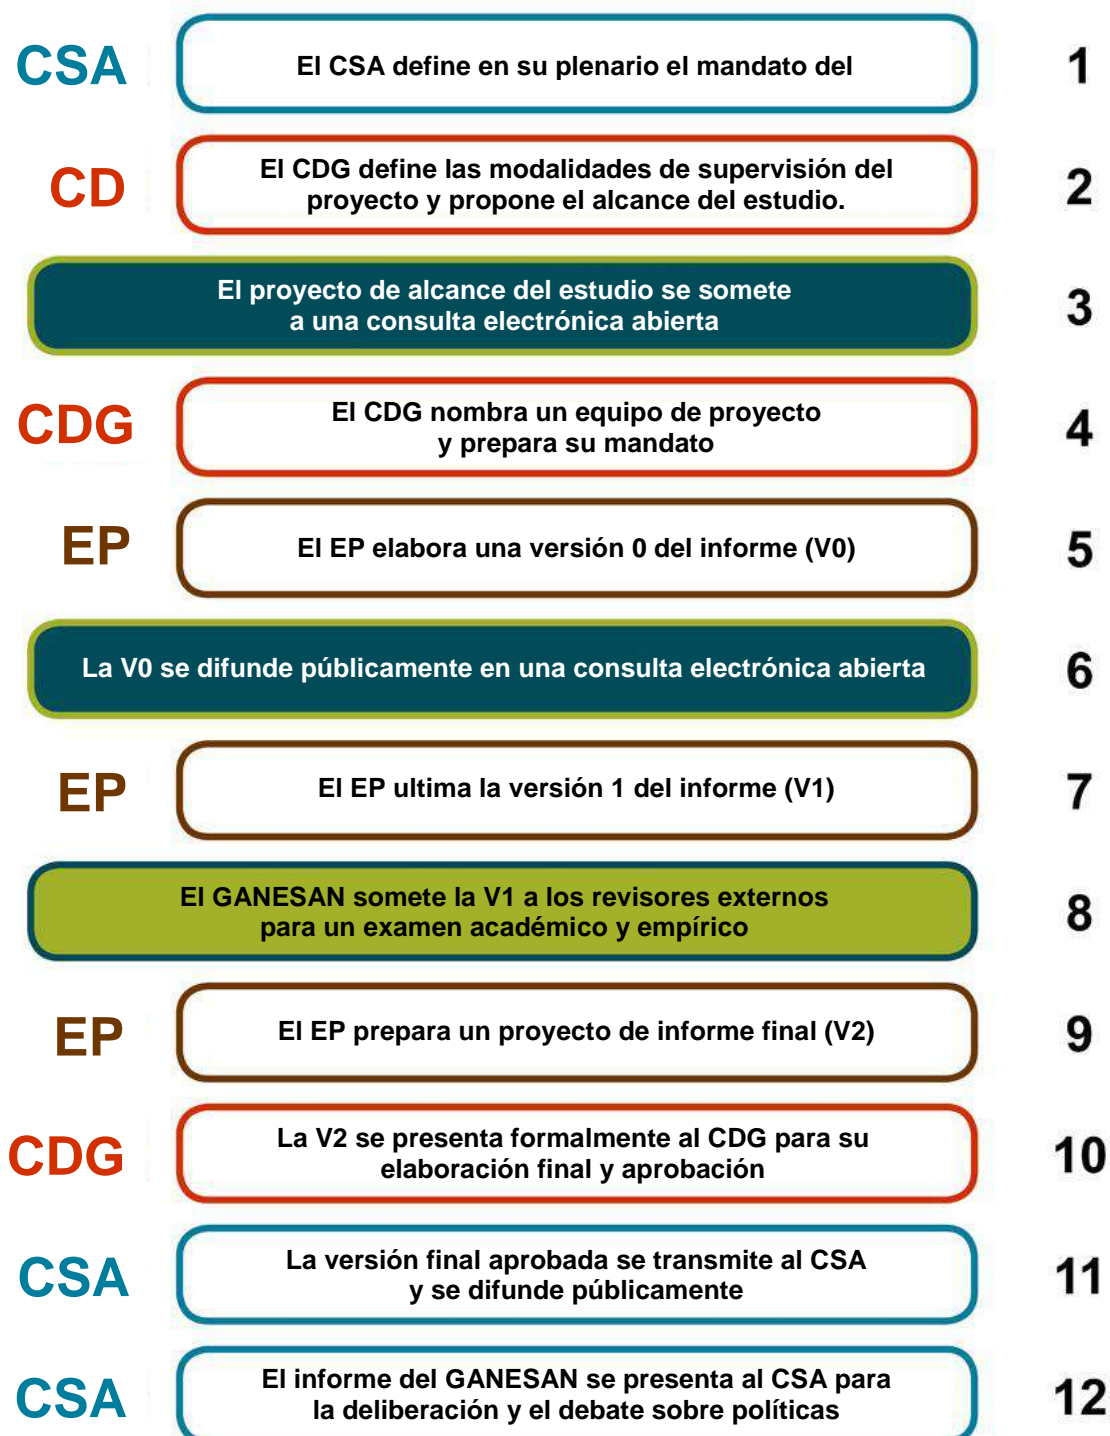 CSA
El CSA define en su plenario el mandato del
1
CD
El CDG define las modalidades de supervisión del
proyecto y propone el alcance del estudio.
2
El proyecto de alcance del estudio se somete
a una consulta electrónica abierta
3
CDG
El CDG nombra un equipo de proyecto
y prepara su mandato
4
EP
El EP elabora una versión 0 del informe (V0)
5
La V0 se difunde públicamente en una consulta electrónica abierta
6
EP
El EP ultima la versión 1 del informe (V1)
7
El GANESAN somete la V1 a los revisores externos
para un examen académico y empírico
8
EP
El EP prepara un proyecto de informe final (V2)
9
CDG
La V2 se presenta formalmente al CDG para su
elaboración final y aprobación
10
CSA
La versión final aprobada se transmite al CSA
y se difunde públicamente
11
CSA
El informe del GANESAN se presenta al CSA para
la deliberación y el debate sobre políticas
12